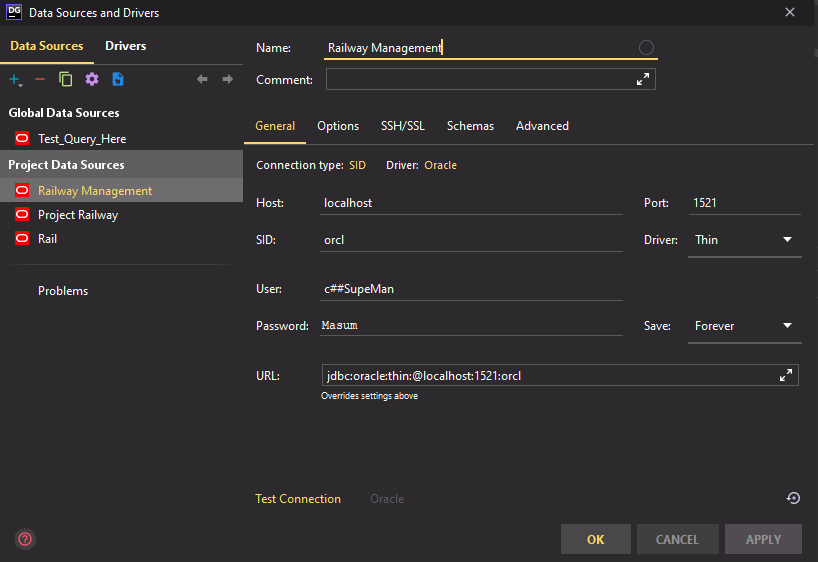 DG Data Sources and Drivers
Data Sources Drivers
Name: Railway Management
Comment:
Global Data Sources
Test_Query_Here
Project Data Sources
Railway Management
Project Railway
Rail
Problems
General Options SSH/SSL Schemas Advanced
Connection type: SID Driver: Oracle
Host: localhost Port: 1521
SID: orcl Driver: Thin
User: c##SupeMan
Password: Masum Save: Forever
URL: jdbc:oracle:thin:@localhost:1521:orcl
Overrides settings above
Test Connection Oracle
OK CANCEL APPLY